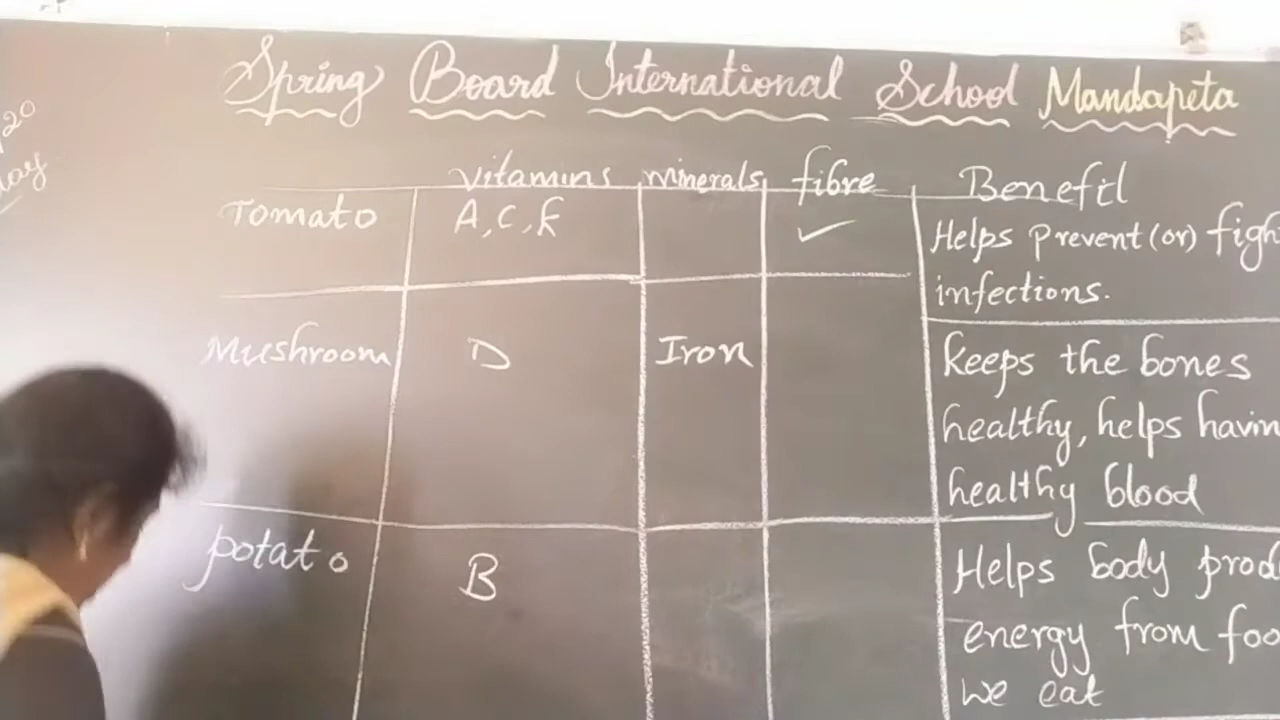 Spring Board International School Mandapeta
20
vitamins minerals fibre Benefit
Tomato A,C,K ✓ Helps prevent (or) figh
infections.
Mushroom D Iron keeps the bones
healthy, helps havin
healthy blood
potato B Helps body prod
energy from foo
we eat